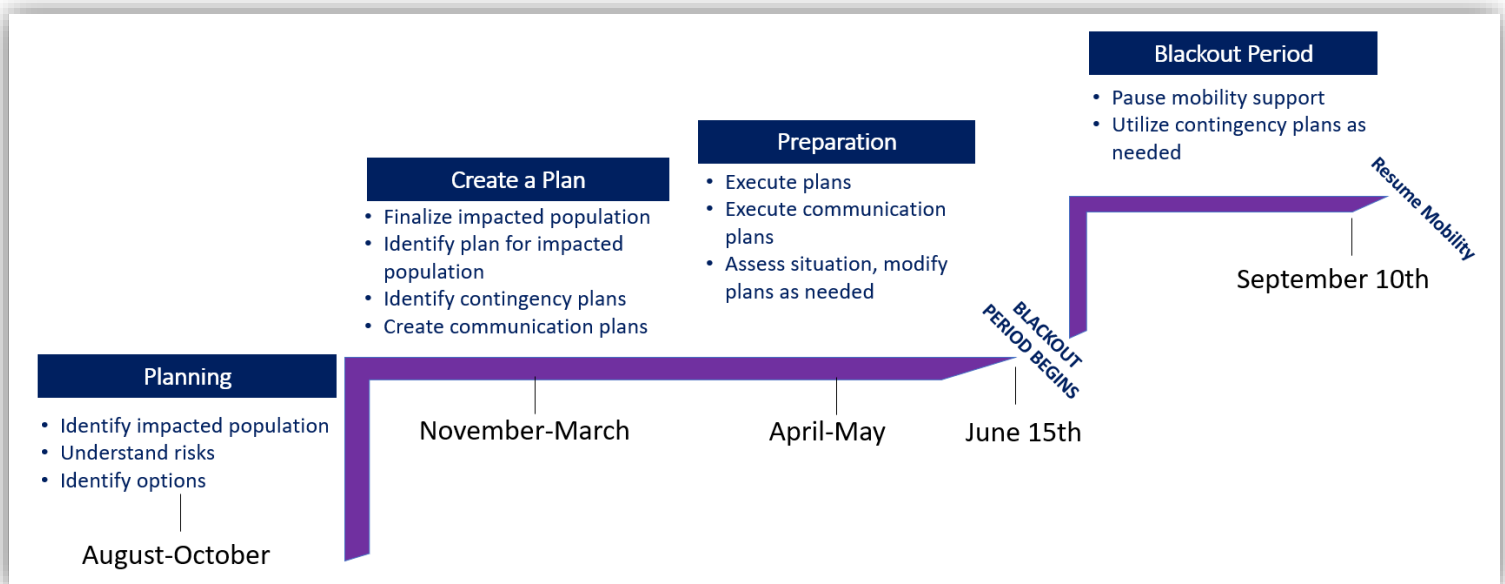 Planning
• Identify impacted population
• Understand risks
• Identify options
August-October
Create a Plan
• Finalize impacted population
• Identify plan for impacted
population
• Identify contingency plans
• Create communication plans
November-March
Preparation
• Execute plans
• Execute communication
plans
• Assess situation, modify
plans as needed
April-May
BLACKOUT
PERIOD BEGINS
June 15th
Blackout Period
• Pause mobility support
• Utilize contingency plans as
needed
Resume Mobility
September 10th